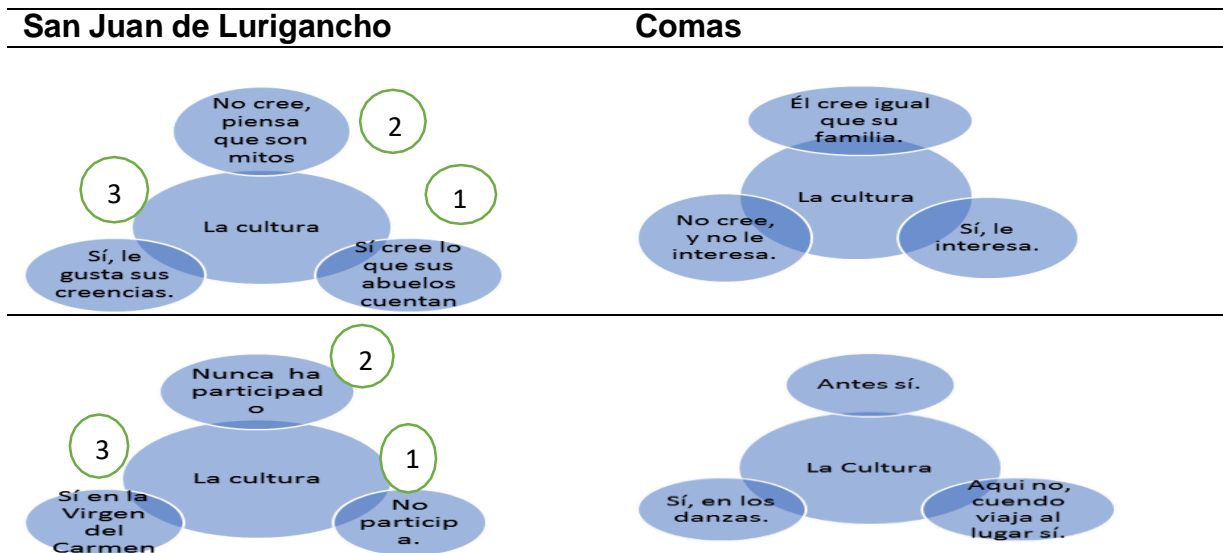 San Juan de Lurigancho
Comas
No cree,
piensa
que son
mitos
2
3
1
La cultura
Sí, le
gusta sus
creencias.
Sí cree lo
que sus
abuelos
cuentan
Él cree igual
que su
familia.
La cultura
No cree,
y no le
interesa.
Sí, le
interesa.
Nunca ha
participad
o
2
3
1
La cultura
Sí en la
Virgen
del
Carmen
No
particip
a.
Antes sí.
La Cultura
Sí, en los
danzas.
Aqui no,
cuendo
viaja al
lugar sí.